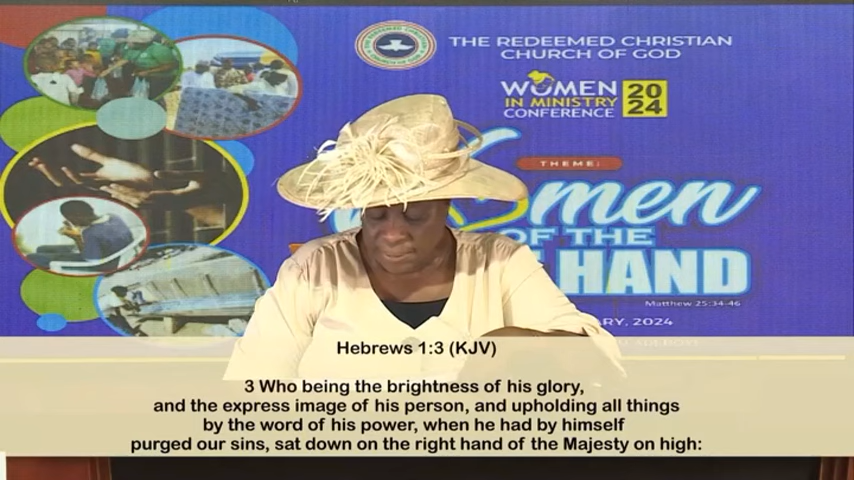 THE REDEEMED CHRISTIAN
CHURCH OF GOD
WOMEN
IN MINISTRY
CONFERENCE
2024
THEME:
OF THE
HAND
Matthew 25:34-46
2024
Hebrews 1:3 (KJV)
3 Who being the brightness of his glory,
and the express image of his person, and upholding all things
by the word of his power, when he had by himself
purged our sins, sat down on the right hand of the Majesty on high: